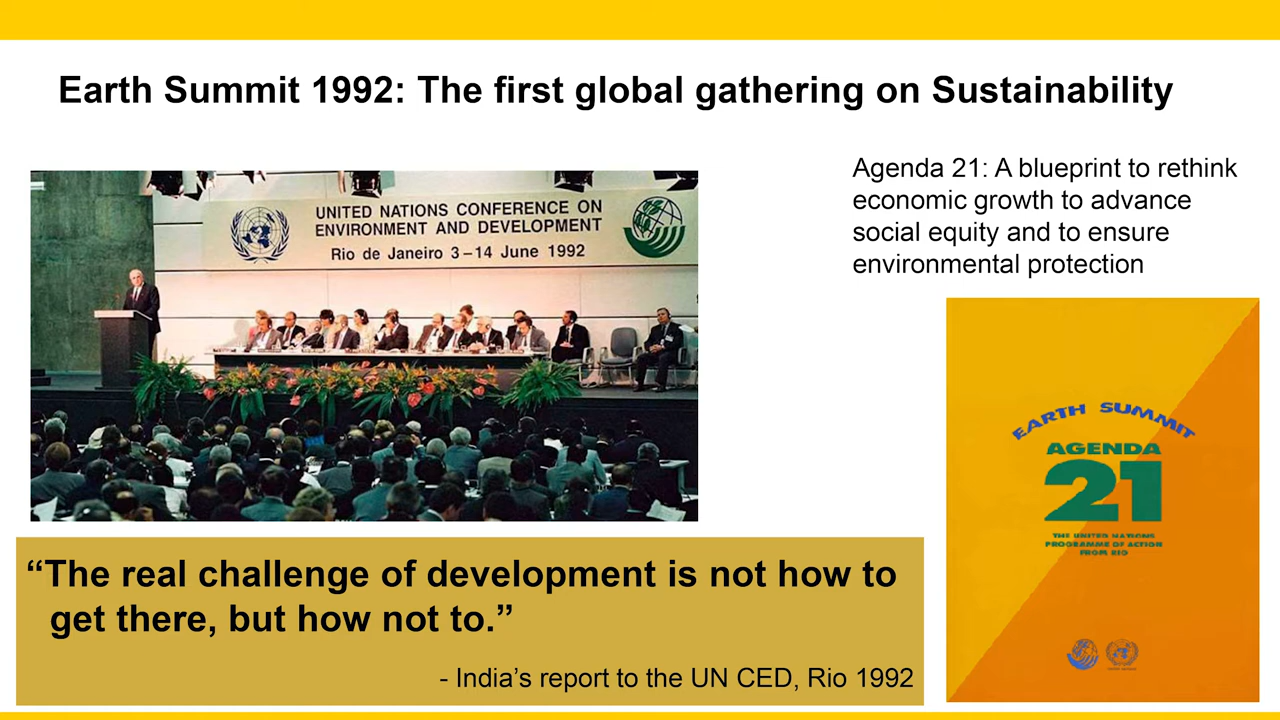 Earth Summit 1992: The first global gathering on Sustainability
UNITED NATIONS CONFERENCE ON
ENVIRONMENT AND DEVELOPMENT
Rio de Janeiro 3–14 June 1992
Agenda 21: A blueprint to rethink
economic growth to advance
social equity and to ensure
environmental protection
EARTH SUMMIT
AGENDA
21
THE UNITED NATIONS
PROGRAMME OF ACTION
FROM RIO
“The real challenge of development is not how to
get there, but how not to.”
- India’s report to the UN CED, Rio 1992